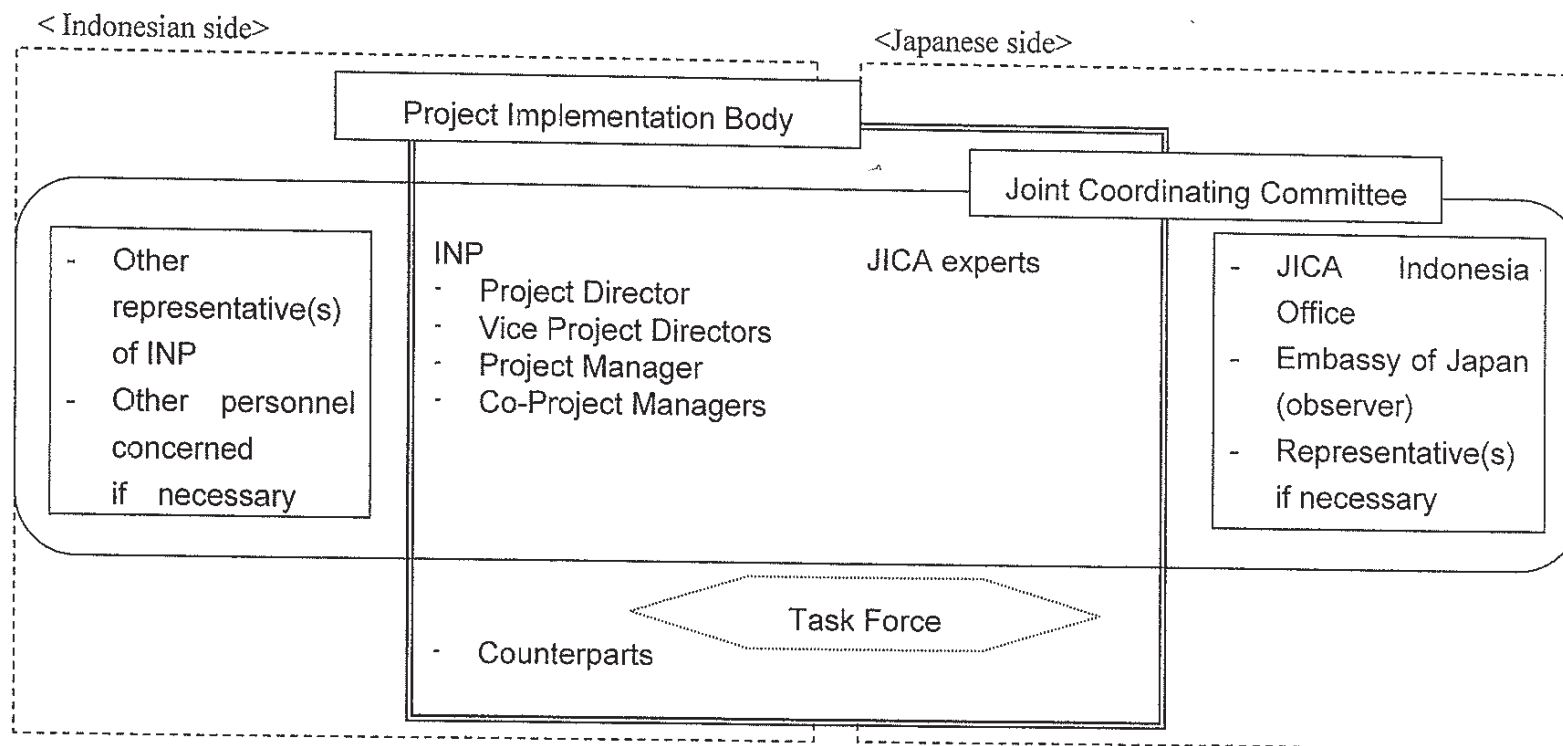 < Indonesian side>
<Japanese side>
Project Implementation Body
Joint Coordinating Committee
- Other
representative(s)
of INP
- Other personnel
concerned
if necessary
INP
- Project Director
- Vice Project Directors
- Project Manager
- Co-Project Managers
JICA experts
- JICA Indonesia
Office
- Embassy of Japan
(observer)
- Representative(s)
if necessary
Task Force
- Counterparts